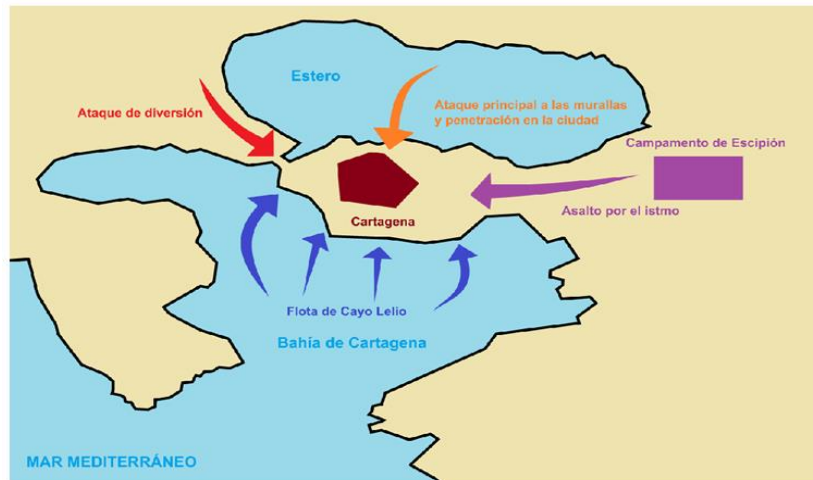 Estero
Ataque de diversión
Ataque principal a las murallas
y penetración en la ciudad
Campamento de Escipión
Cartagena
Asalto por el istmo
Flota de Cayo Lelio
Bahía de Cartagena
MAR MEDITERRÁNEO